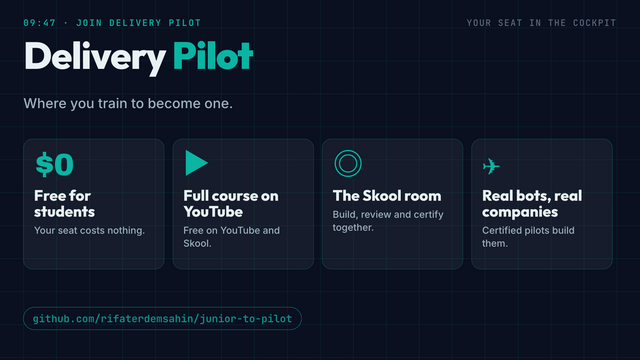 09:47 · JOIN DELIVERY PILOT
YOUR SEAT IN THE COCKPIT
Delivery Pilot
Where you train to become one.
$0
Free for
students
Your seat costs nothing.
Full course on
YouTube
Free on YouTube and
Skool.
The Skool room
Build, review and certify
together.
Real bots, real
companies
Certified pilots build
them.
github.com/rifaterdemsahin/junior-to-pilot